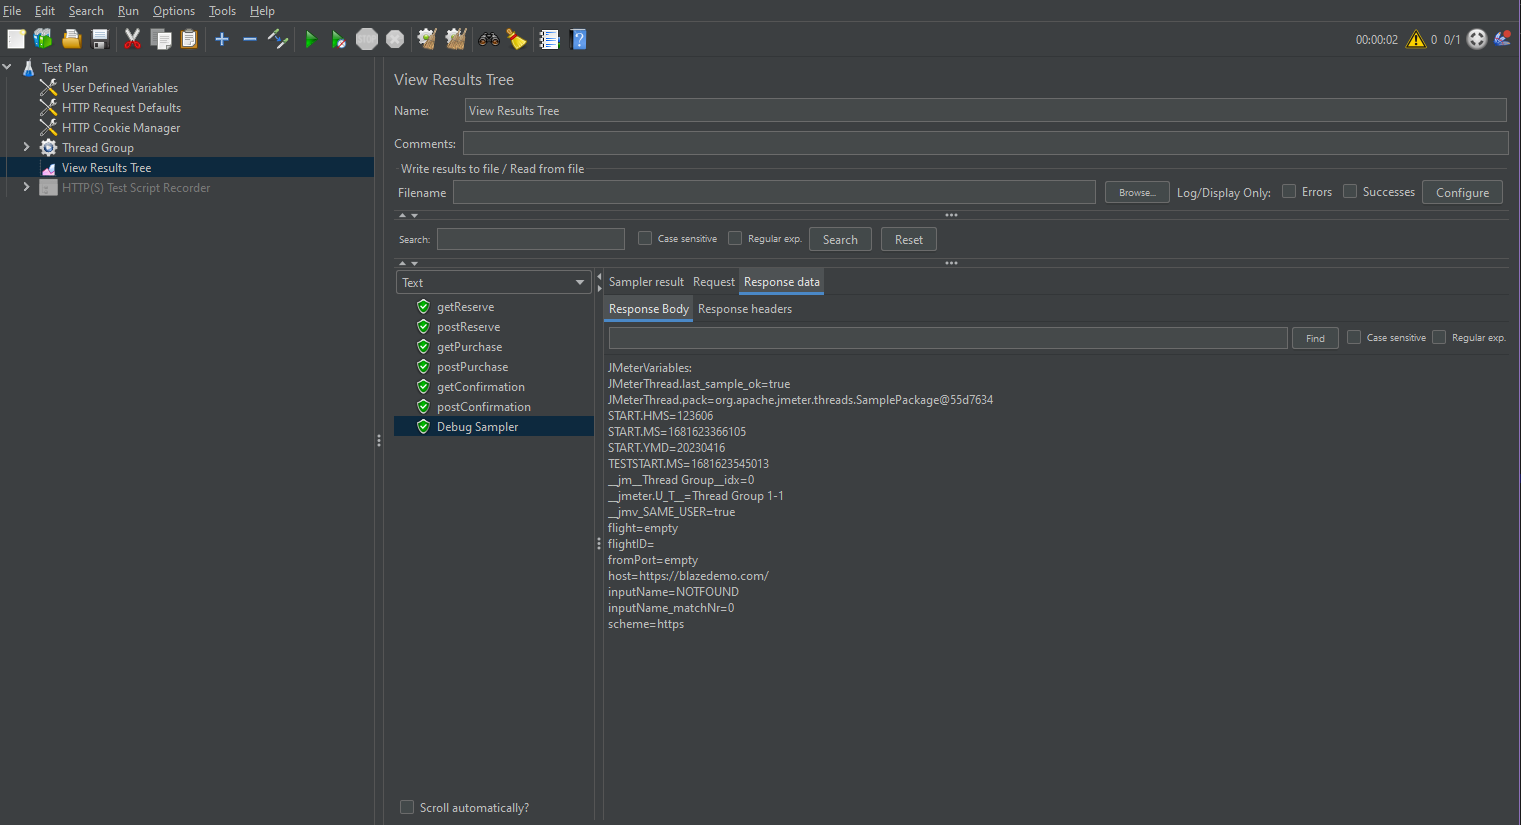 File Edit Search Run Options Tools Help
STOP
00:00:02 0 0/1
Test Plan
User Defined Variables
HTTP Request Defaults
HTTP Cookie Manager
Thread Group
View Results Tree
HTTP(S) Test Script Recorder
View Results Tree
Name: View Results Tree
Comments:
Write results to file / Read from file
Filename Browse... Log/Display Only: Errors Successes Configure
Search: Case sensitive Regular exp. Search Reset
Text
getReserve
postReserve
getPurchase
postPurchase
getConfirmation
postConfirmation
Debug Sampler
Scroll automatically?
Sampler result Request Response data
Response Body Response headers
Find Case sensitive Regular exp.
JMeterVariables:
JMeterThread.last_sample_ok=true
JMeterThread.pack=org.apache.jmeter.threads.SamplePackage@55d7634
START.HMS=123606
START.MS=1681623366105
START.YMD=20230416
TESTSTART.MS=1681623545013
__jm__Thread Group__idx=0
__jmeter.U_T__=Thread Group 1-1
__jmv_SAME_USER=true
flight=empty
flightID=
fromPort=empty
host=https://blazedemo.com/
inputName=NOTFOUND
inputName_matchNr=0
scheme=https